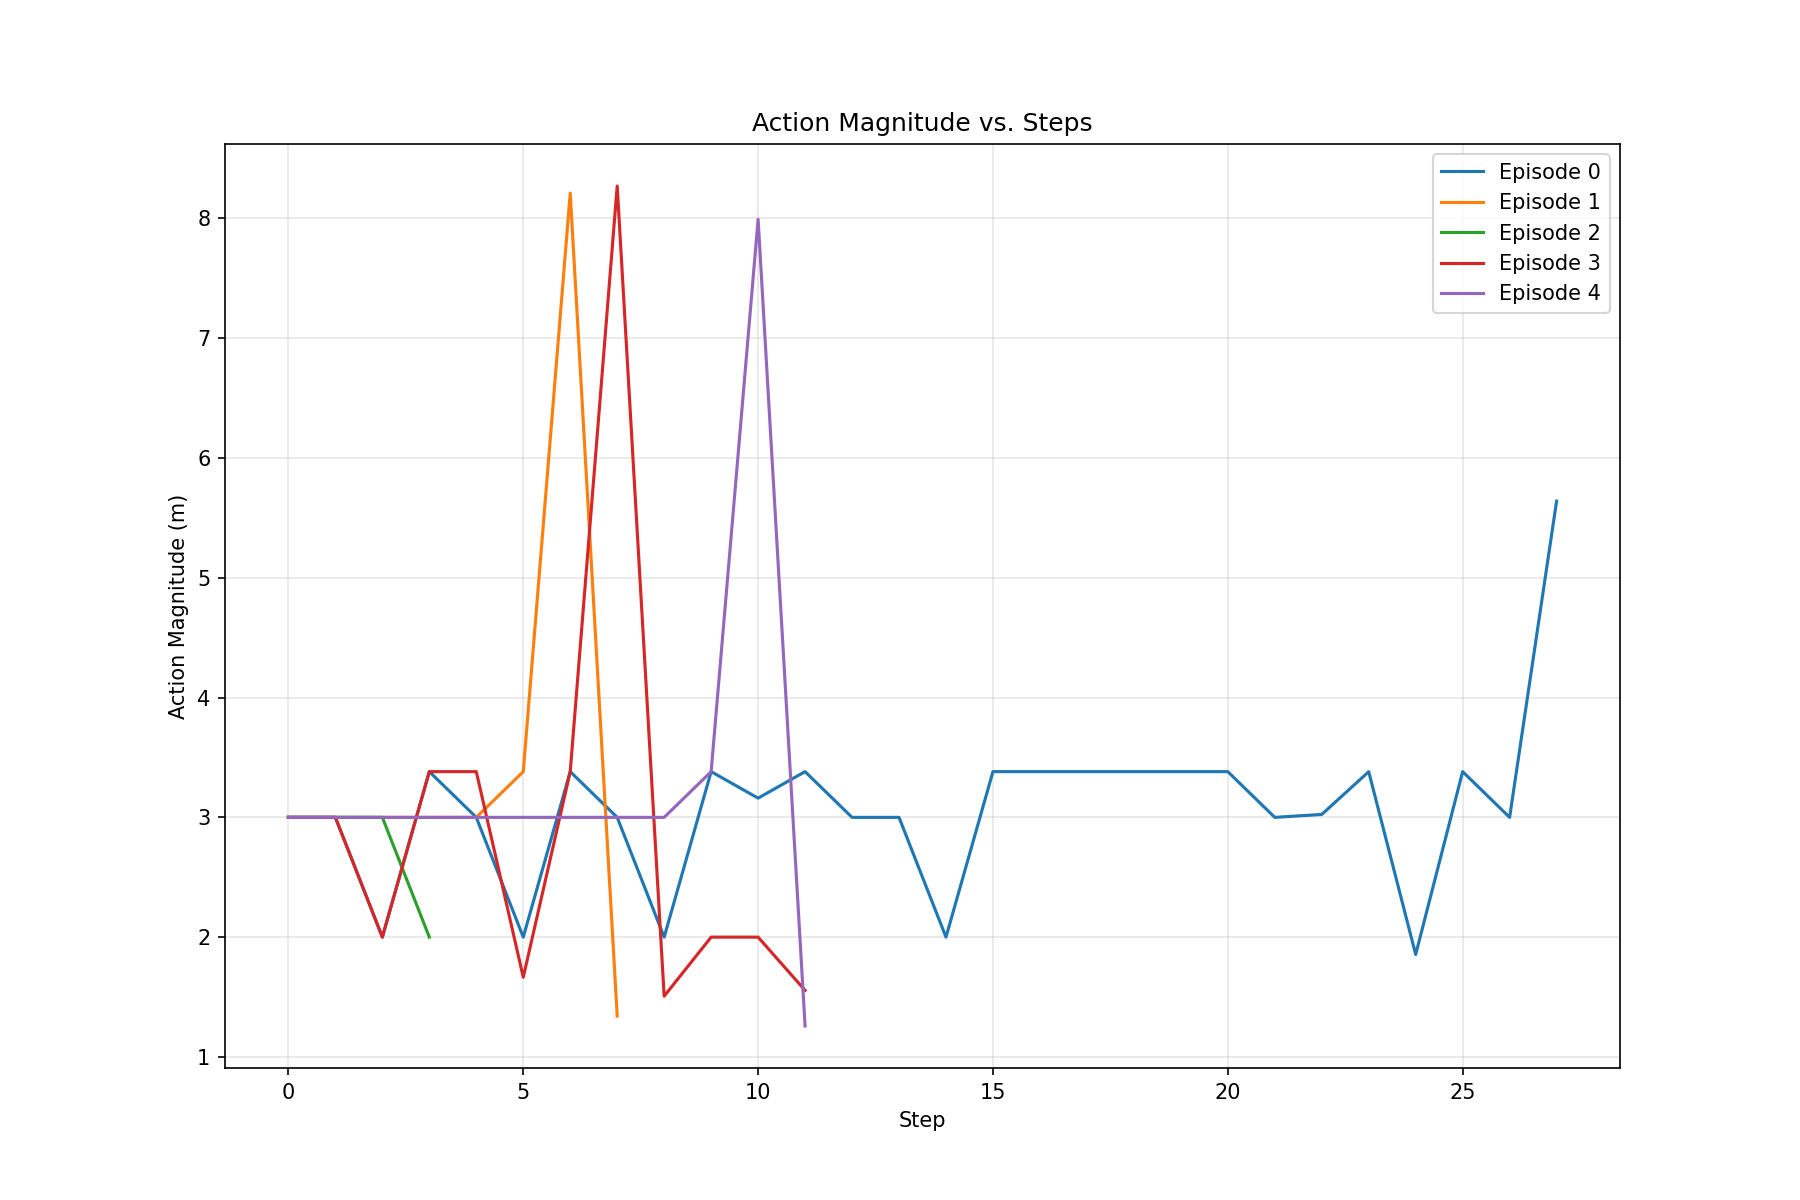 Action Magnitude vs. Steps
Episode 0
Episode 1
Episode 2
Episode 3
Episode 4
8
7
6
5
4
3
2
1
Action Magnitude (m)
0 5 10 15 20 25
Step